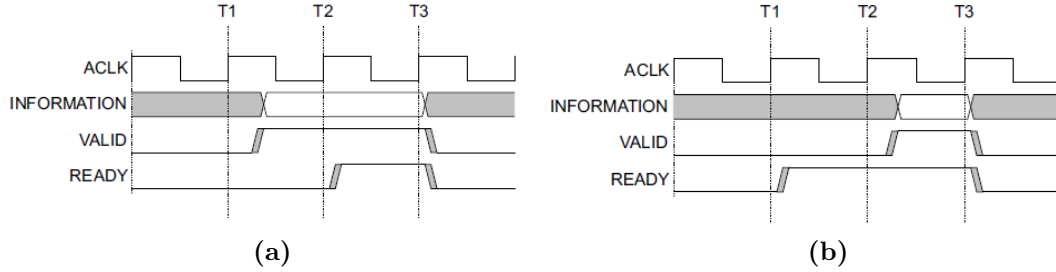 T1 T2 T3
ACLK
INFORMATION
VALID
READY
(a)
T1 T2 T3
ACLK
INFORMATION
VALID
READY
(b)